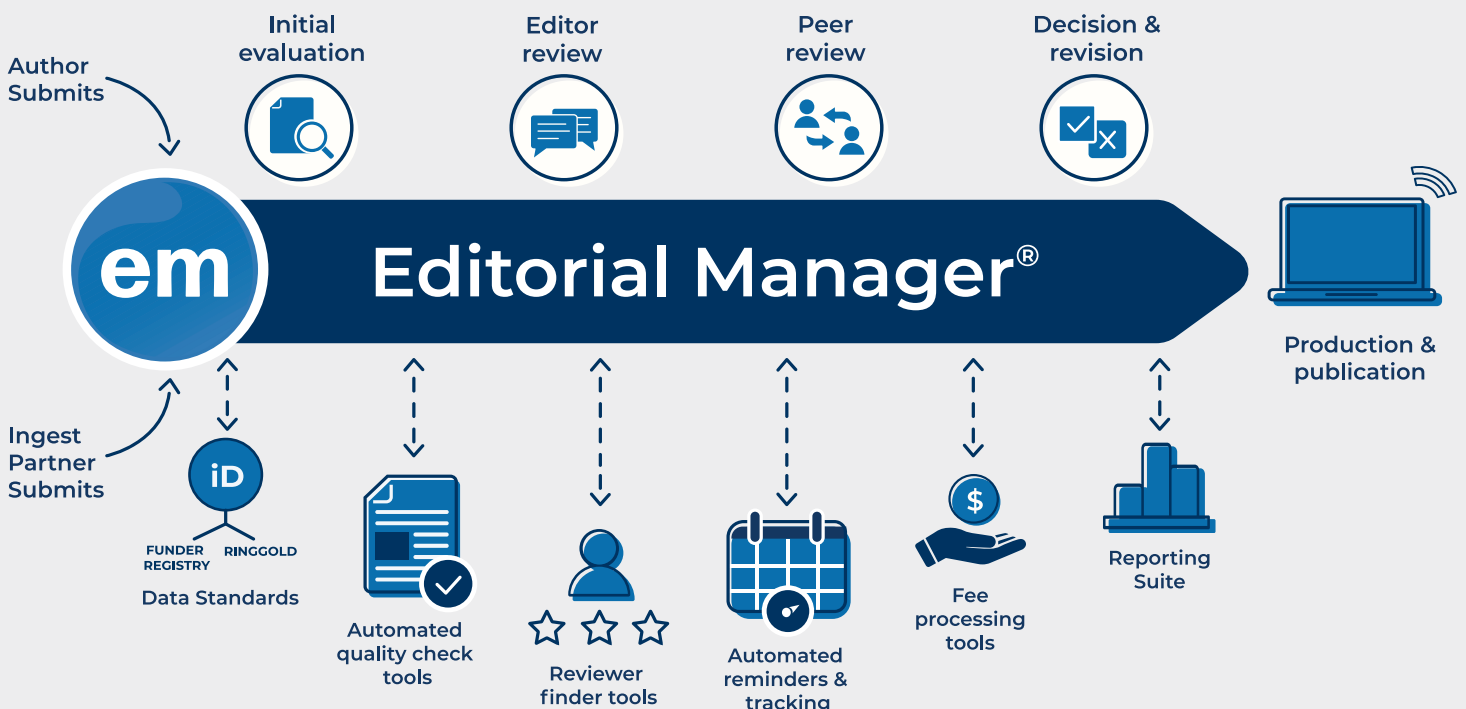 Author
Submits
Initial
evaluation
Editor
review
Peer
review
Decision &
revision
em
Editorial Manager®
Production &
publication
Ingest
Partner
Submits
iD
FUNDER
REGISTRY
RINGGOLD
Data Standards
Automated
quality check
tools
Reviewer
finder tools
Automated
reminders &
tracking
$
Fee
processing
tools
Reporting
Suite